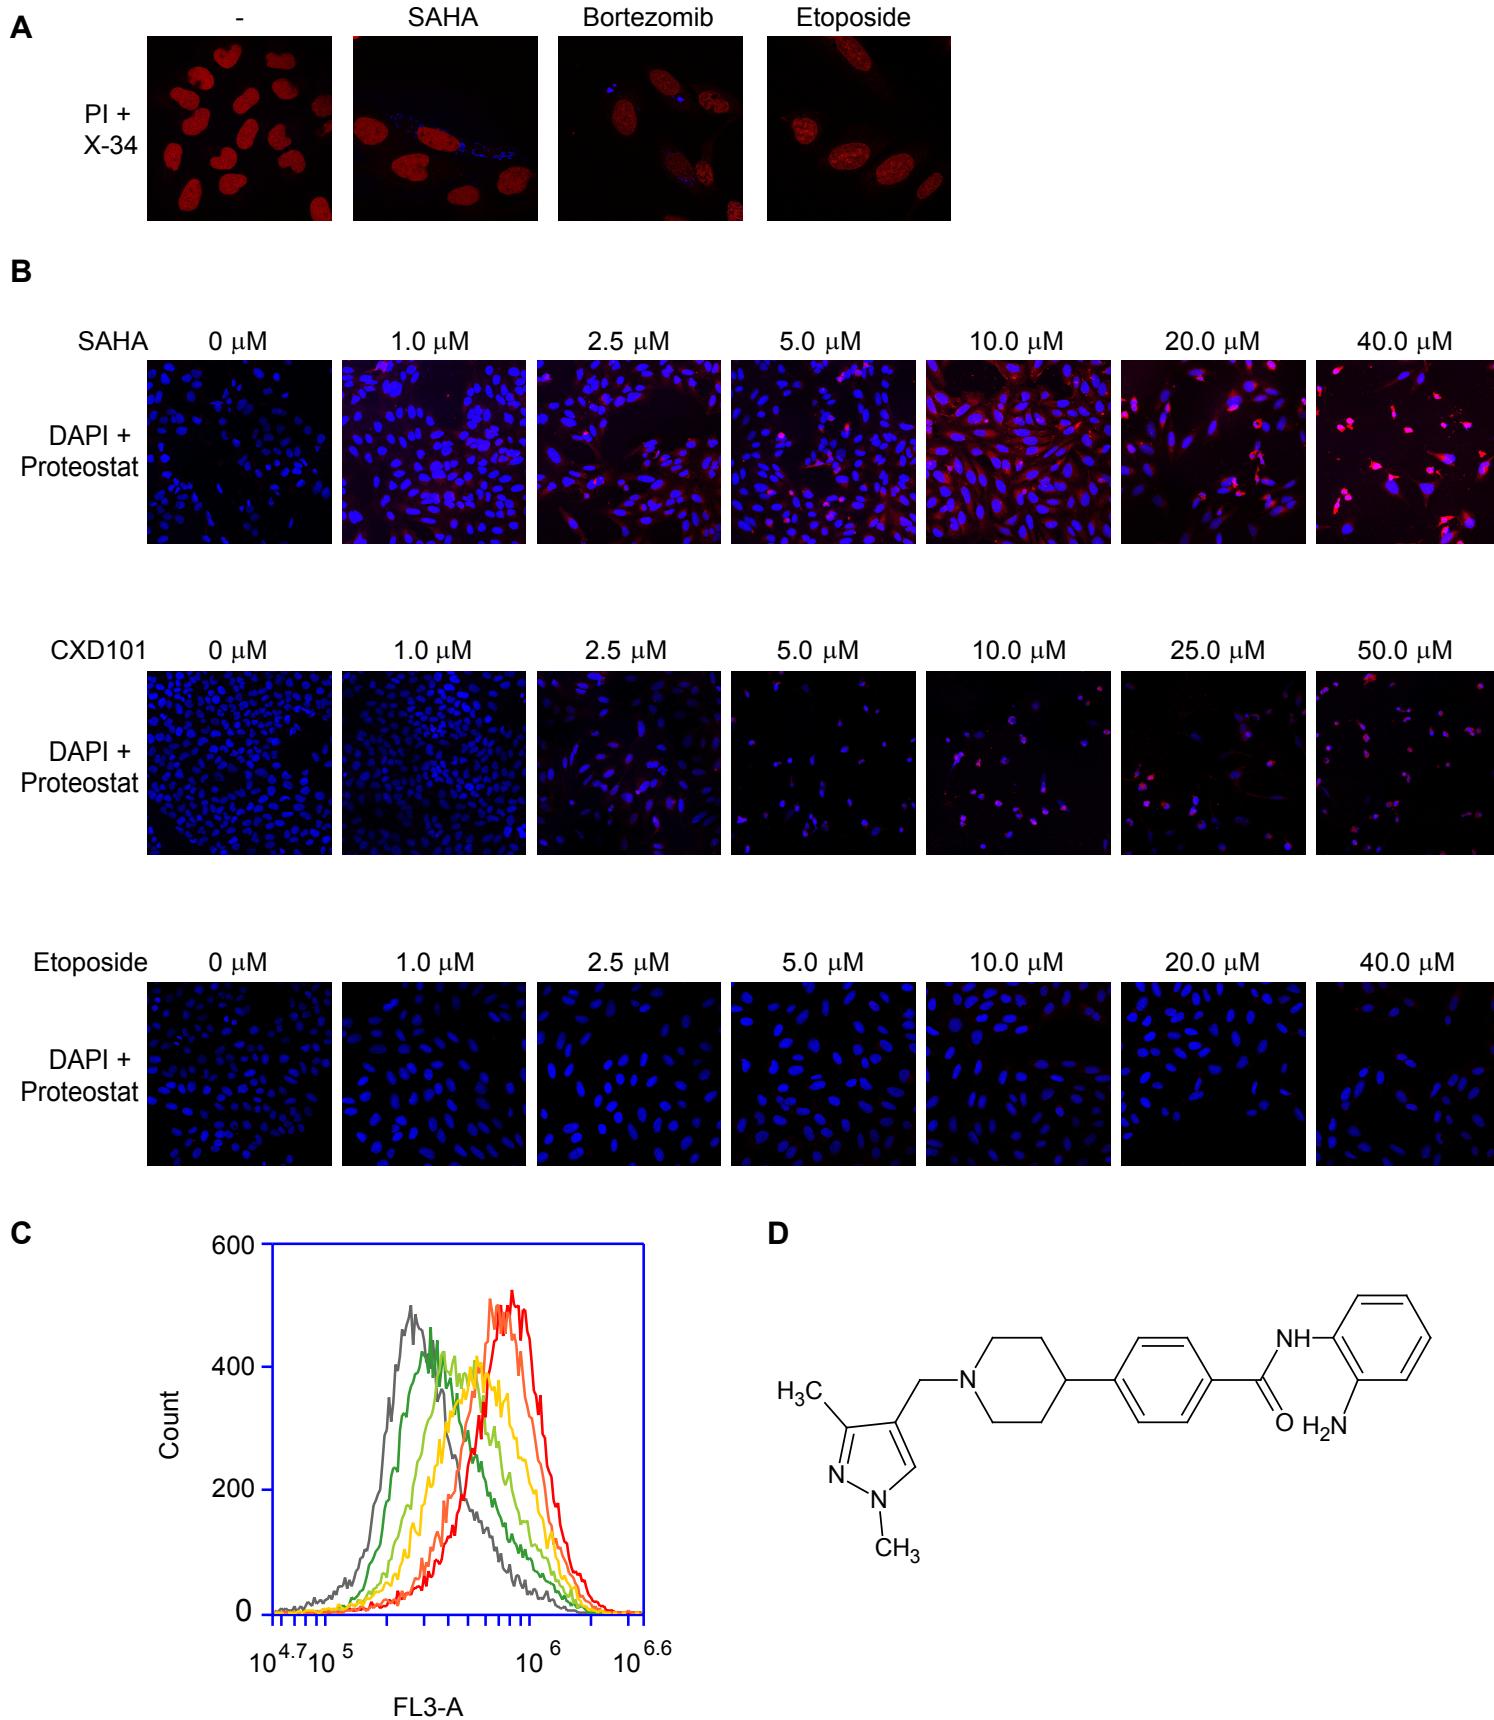 A
- SAHA Bortezomib Etoposide
PI +
X-34
B
SAHA 0 μM 1.0 μM 2.5 μM 5.0 μM 10.0 μM 20.0 μM 40.0 μM
DAPI +
Proteostat
CXD101 0 μM 1.0 μM 2.5 μM 5.0 μM 10.0 μM 25.0 μM 50.0 μM
DAPI +
Proteostat
Etoposide 0 μM 1.0 μM 2.5 μM 5.0 μM 10.0 μM 20.0 μM 40.0 μM
DAPI +
Proteostat
C
600
400
200
0
Count
10^4.7 10^5 10^6 10^6.6
FL3-A
D
H3C
N
N
CH3
N
NH
O
H2N